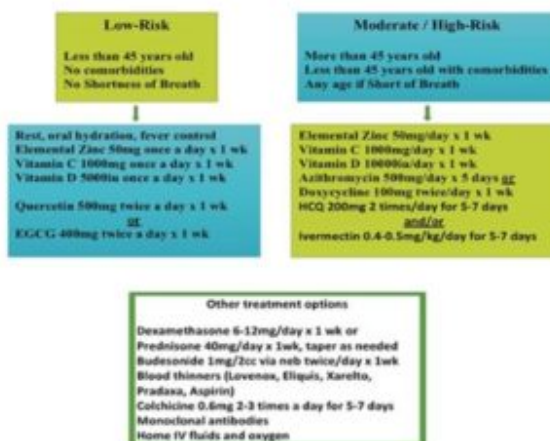 Low-Risk
Less than 45 years old
No comorbidities
No Shortness of Breath
Moderate / High-Risk
More than 45 years old
Less than 45 years old with comorbidities
Any age if Short of Breath
Rest, oral hydration, fever control
Elemental Zinc 50mg once a day x 1 wk
Vitamin C 1000mg once a day x 1 wk
Vitamin D 5000iu once a day x 1 wk
Quercetin 500mg twice a day x 1 wk
or
EGCG 400mg twice a day x 1 wk
Elemental Zinc 50mg/day x 1 wk
Vitamin C 1000mg/day x 1 wk
Vitamin D 10000iu/day x 1 wk
Azithromycin 500mg/day x 5 days or
Doxycycline 100mg twice/day x 1 wk
HCQ 200mg 2 times/day for 5-7 days
and/or
Ivermectin 0.4-0.5mg/kg/day for 5-7 days
Other treatment options
Dexamethasone 6-12mg/day x 1 wk or
Prednisone 40mg/day x 1wk, taper as needed
Budesonide 1mg/2cc via neb twice/day x 1wk
Blood thinners (Lovenox, Eliquis, Xarelto,
Pradaxa, Aspirin)
Colchicine 0.6mg 2-3 times a day for 5-7 days
Monoclonal antibodies
Home IV fluids and oxygen